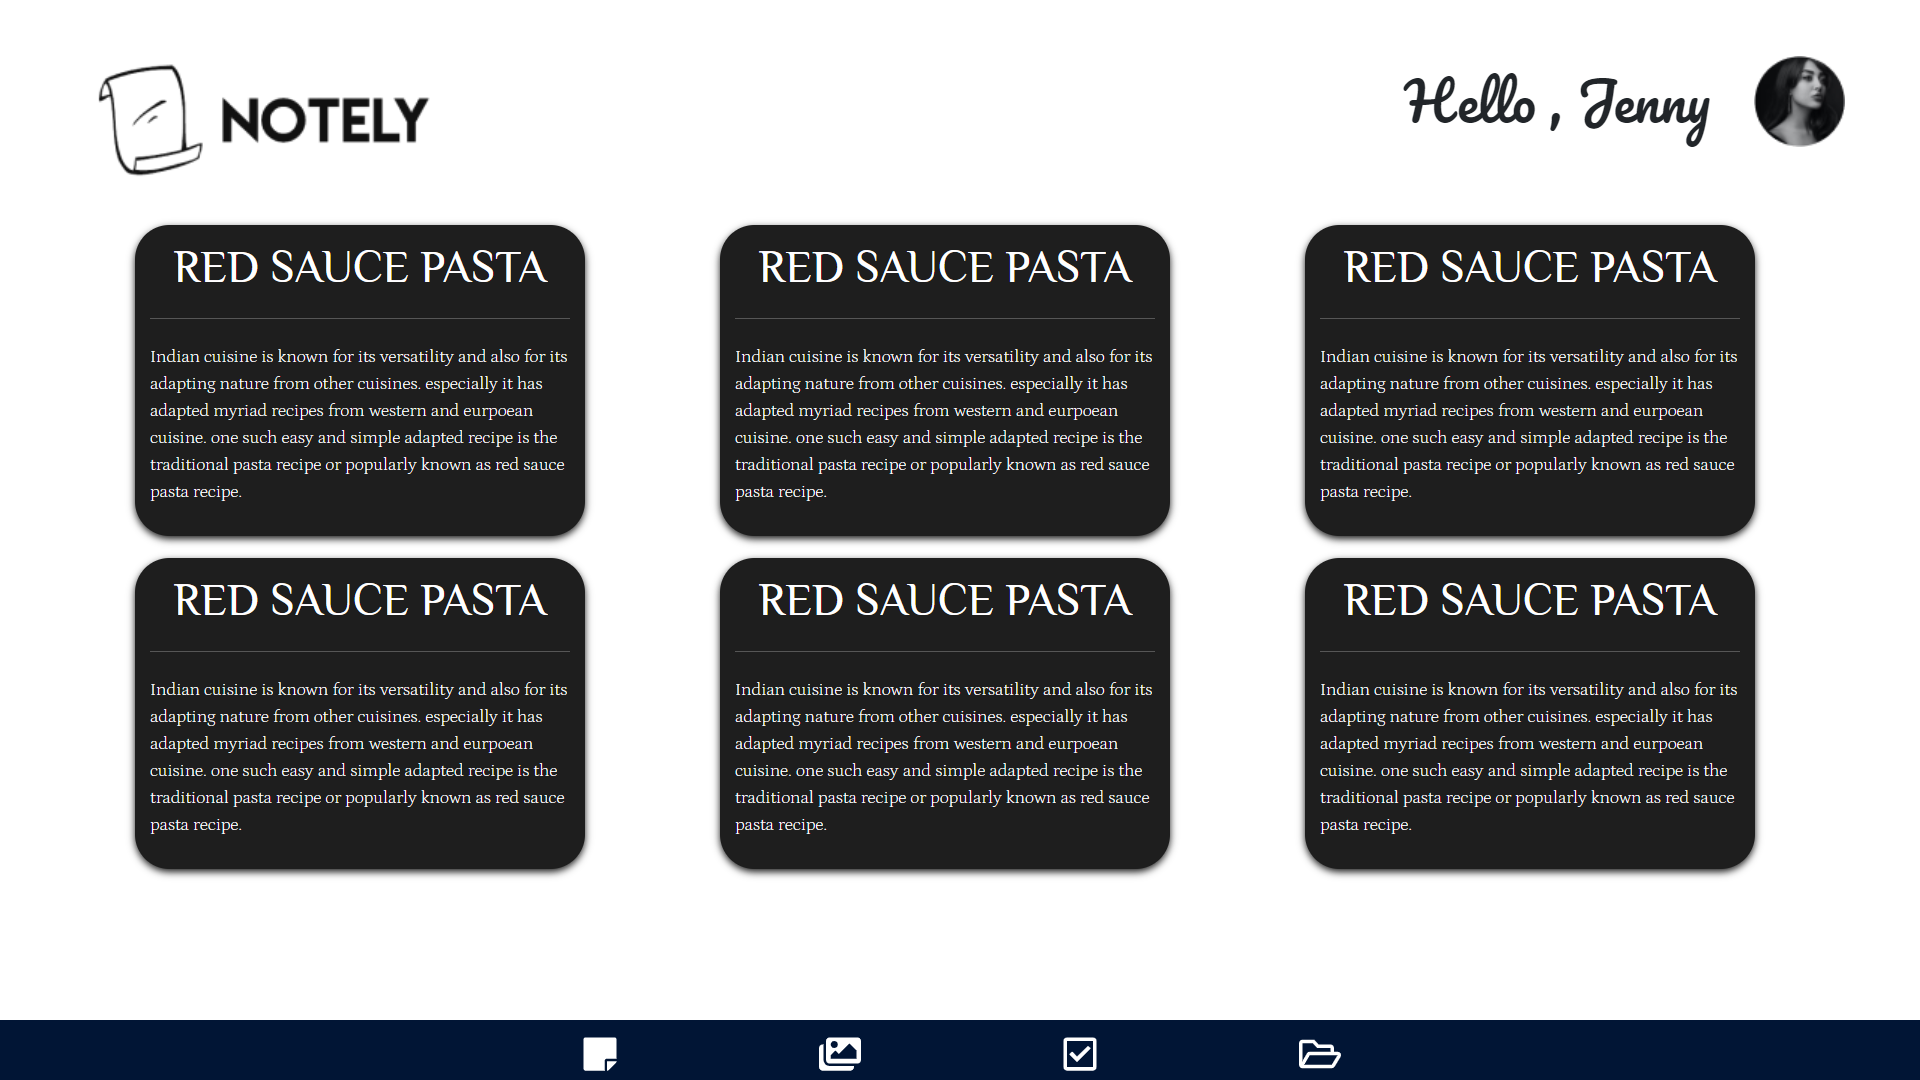 NOTELY
Hello , Jenny
RED SAUCE PASTA
Indian cuisine is known for its versatility and also for its
adapting nature from other cuisines. especially it has
adapted myriad recipes from western and eurpoean
cuisine. one such easy and simple adapted recipe is the
traditional pasta recipe or popularly known as red sauce
pasta recipe.
RED SAUCE PASTA
Indian cuisine is known for its versatility and also for its
adapting nature from other cuisines. especially it has
adapted myriad recipes from western and eurpoean
cuisine. one such easy and simple adapted recipe is the
traditional pasta recipe or popularly known as red sauce
pasta recipe.
RED SAUCE PASTA
Indian cuisine is known for its versatility and also for its
adapting nature from other cuisines. especially it has
adapted myriad recipes from western and eurpoean
cuisine. one such easy and simple adapted recipe is the
traditional pasta recipe or popularly known as red sauce
pasta recipe.
RED SAUCE PASTA
Indian cuisine is known for its versatility and also for its
adapting nature from other cuisines. especially it has
adapted myriad recipes from western and eurpoean
cuisine. one such easy and simple adapted recipe is the
traditional pasta recipe or popularly known as red sauce
pasta recipe.
RED SAUCE PASTA
Indian cuisine is known for its versatility and also for its
adapting nature from other cuisines. especially it has
adapted myriad recipes from western and eurpoean
cuisine. one such easy and simple adapted recipe is the
traditional pasta recipe or popularly known as red sauce
pasta recipe.
RED SAUCE PASTA
Indian cuisine is known for its versatility and also for its
adapting nature from other cuisines. especially it has
adapted myriad recipes from western and eurpoean
cuisine. one such easy and simple adapted recipe is the
traditional pasta recipe or popularly known as red sauce
pasta recipe.